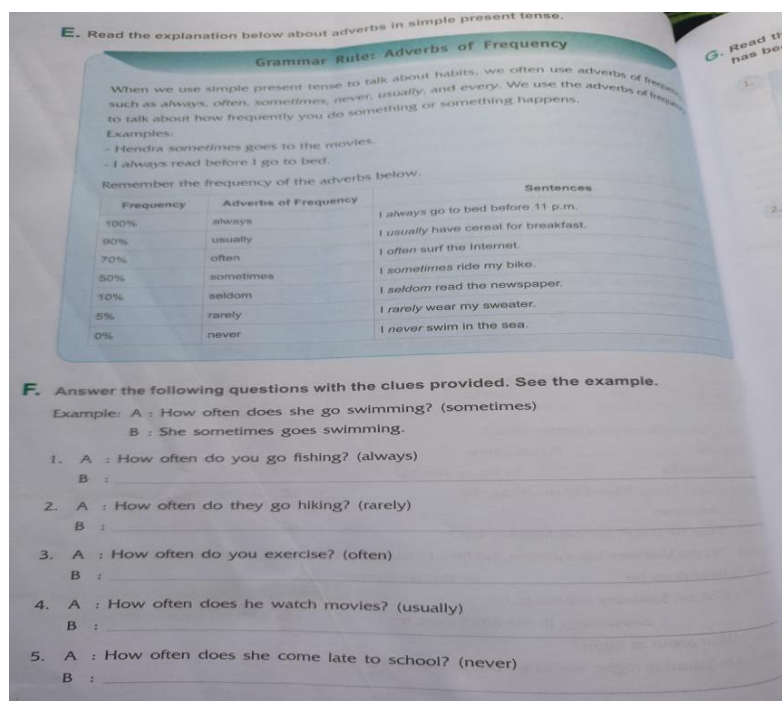 E. Read the explanation below about adverbs in simple present tense.
Grammar Rule: Adverbs of Frequency
When we use simple present tense to talk about habits, we often use adverbs of
such as always, often, sometimes, never, usually, and every. We use the adverbs of
to talk about how frequently you do something or something happens.
Examples:
- Hendra sometimes goes to the movies.
- I always read before I go to bed.
Remember the frequency of the adverbs below.
Frequency Adverbs of Frequency Sentences
100% always I always go to bed before 11 p.m.
90% usually I usually have cereal for breakfast.
70% often I often surf the Internet.
50% sometimes I sometimes ride my bike.
10% seldom I seldom read the newspaper.
5% rarely I rarely wear my sweater.
0% never I never swim in the sea.
F. Answer the following questions with the clues provided. See the example.
Example: A : How often does she go swimming? (sometimes)
B : She sometimes goes swimming.
1. A : How often do you go fishing? (always)
B :
2. A : How often do they go hiking? (rarely)
B :
3. A : How often do you exercise? (often)
B :
4. A : How often does he watch movies? (usually)
B :
5. A : How often does she come late to school? (never)
B :
G. Read
has
1.
2.